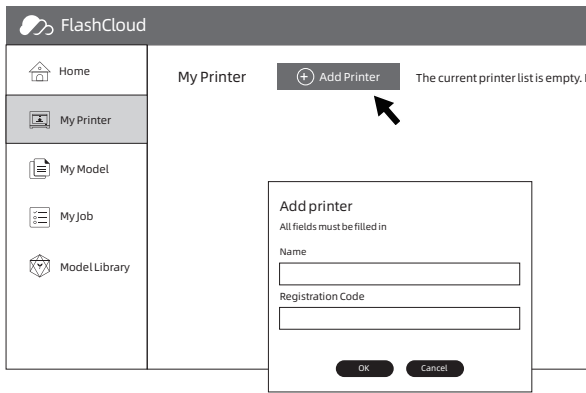 FlashCloud
Home
My Printer
My Model
My Job
Model Library
My Printer
Add Printer
The current printer list is empty.
Add printer
All fields must be filled in
Name
Registration Code
OK
Cancel